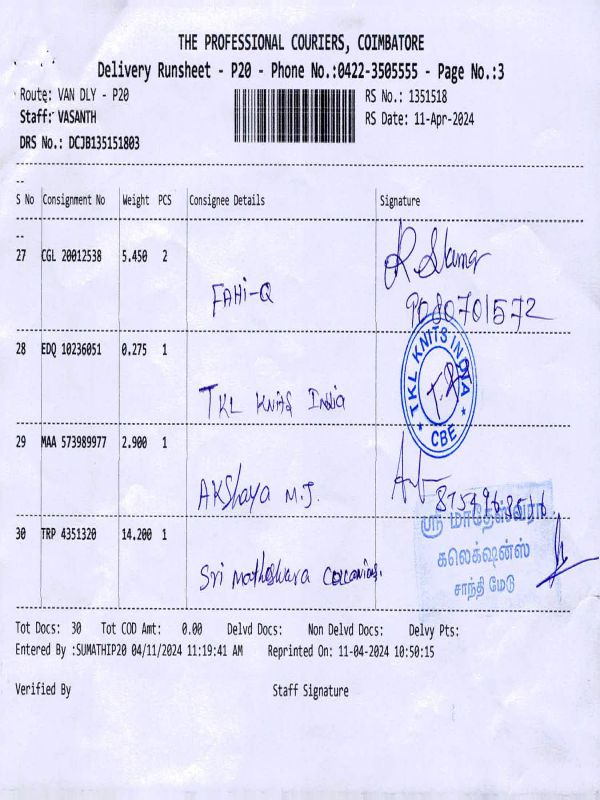 THE PROFESSIONAL COURIERS, COIMBATORE
Delivery Runsheet - P20 - Phone No.:0422-3505555 - Page No.:3
Route: VAN DLY - P20 RS No.: 1351518
Staff: VASANTH RS Date: 11-Apr-2024
DRS No.: DCJB135151803
S No Consignment No Weight PCS Consignee Details Signature
27 CGL 20012538 5.450 2
FAHi-Q
28 EDQ 10236051 0.275 1
TKL KNITS INDIA
T.R
CBE
TKL Knits India
29 MAA 573989977 2.900 1
AKShaya M.J.
30 TRP 4351320 14.200 1
ஸ்ரீ மாதேஸ்வரா
கலெக்ஷன்ஸ்
சாந்தி மேடு
Sri Matheswara
Tot Docs: 30 Tot COD Amt: 0.00 Delvd Docs: Non Delvd Docs: Delvy Pts:
Entered By :SUMATHIP20 04/11/2024 11:19:41 AM Reprinted On: 11-04-2024 10:50:15
Verified By Staff Signature